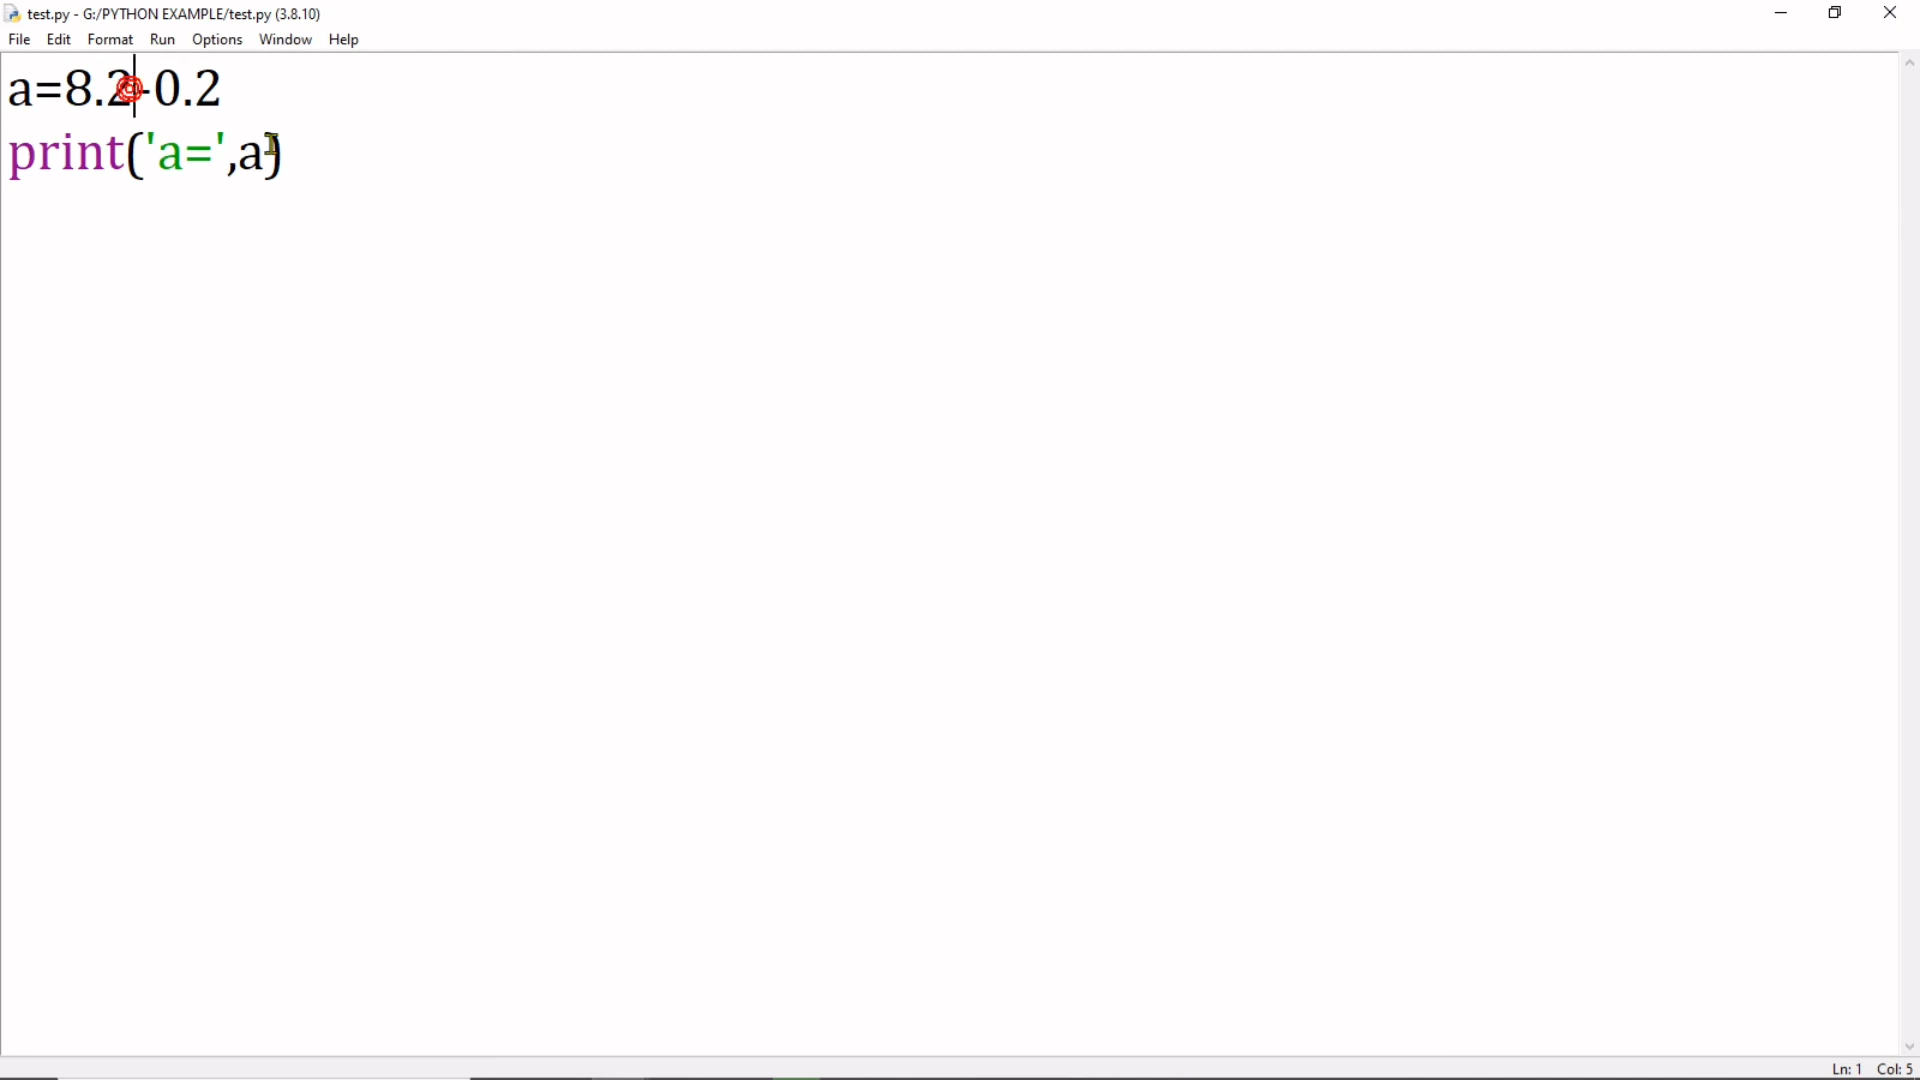 test.py - G:/PYTHON EXAMPLE/test.py (3.8.10)
File Edit Format Run Options Window Help
a=8.2-0.2
print('a=',a)
Ln: 1 Col: 5